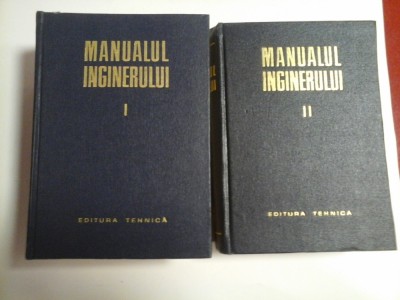 MANUALUL
INGINERULUI
I
EDITURA TEHNICĂ
MANUALUL
INGINERULUI
II
EDITURA TEHNICA